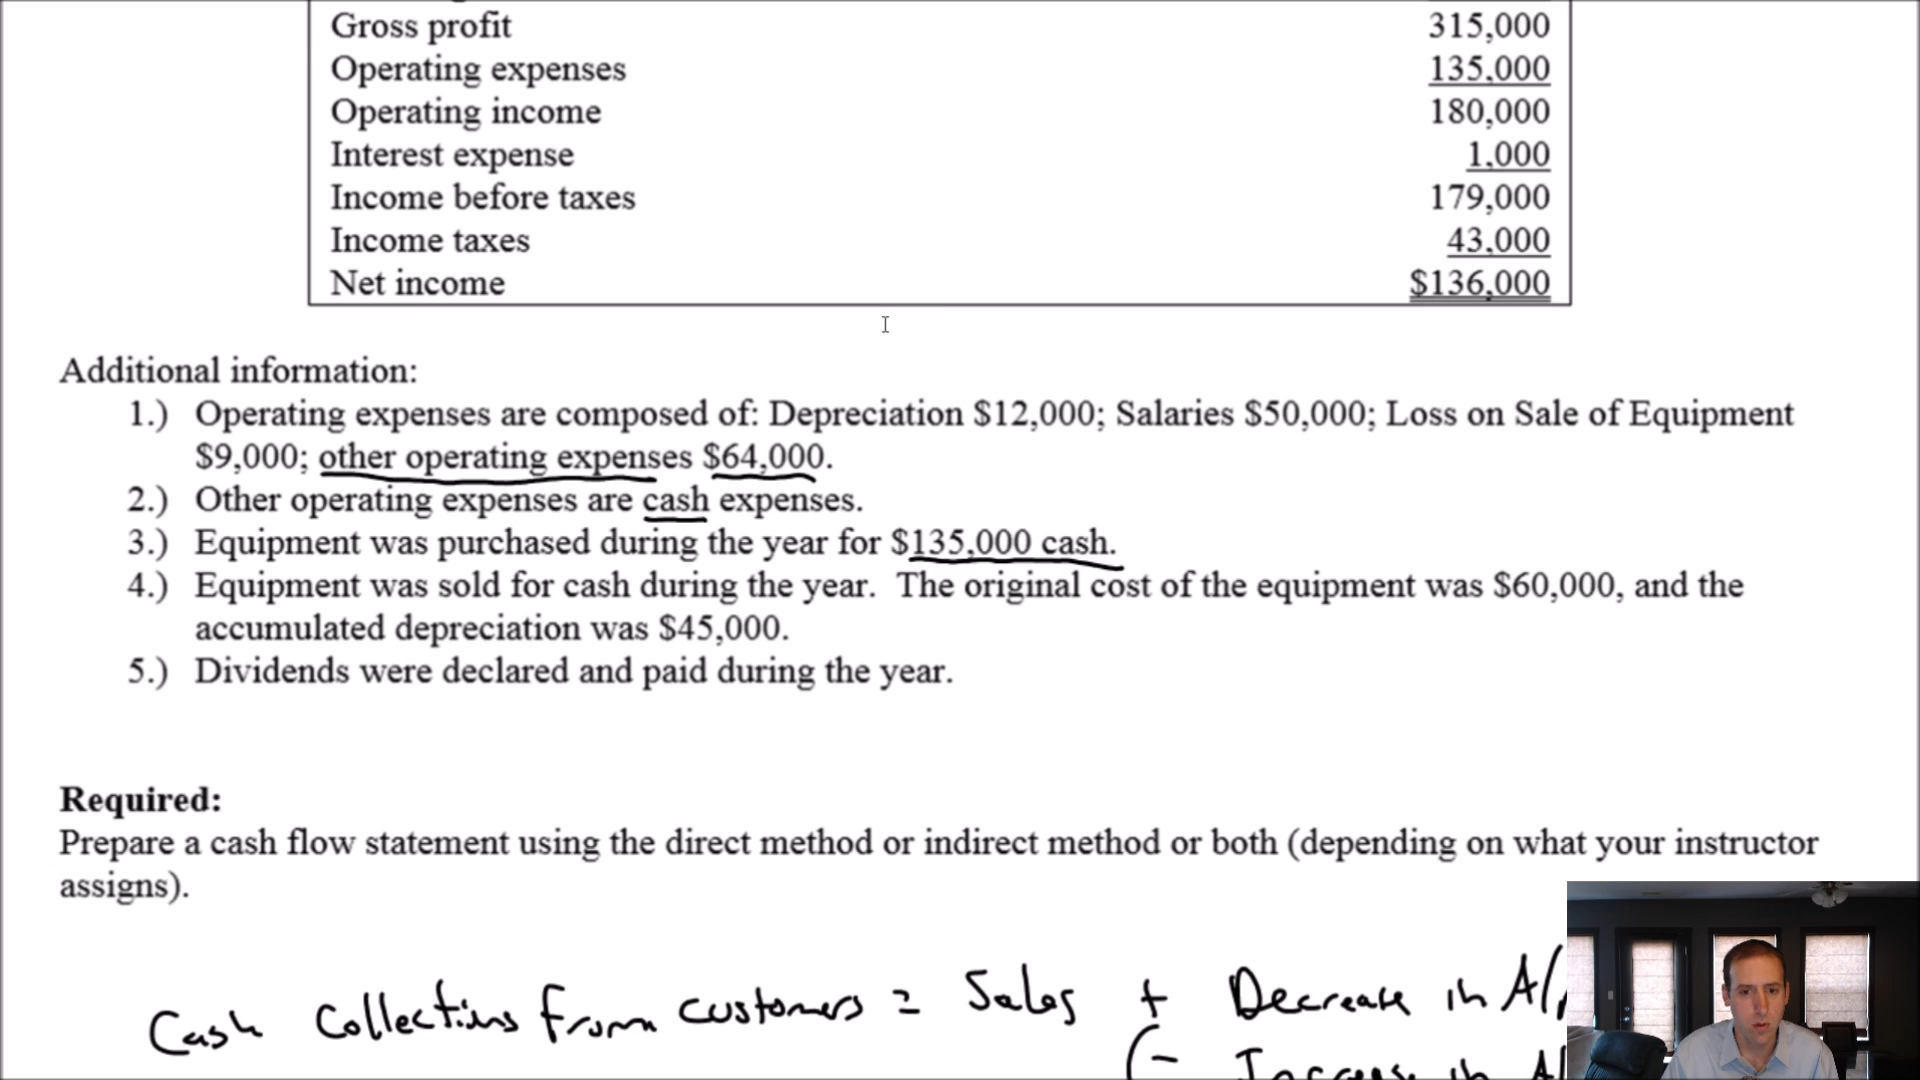 Gross profit 315,000
Operating expenses 135,000
Operating income 180,000
Interest expense 1,000
Income before taxes 179,000
Income taxes 43,000
Net income $136,000
Additional information:
1.) Operating expenses are composed of: Depreciation $12,000; Salaries $50,000; Loss on Sale of Equipment
$9,000; other operating expenses $64,000.
2.) Other operating expenses are cash expenses.
3.) Equipment was purchased during the year for $135,000 cash.
4.) Equipment was sold for cash during the year. The original cost of the equipment was $60,000, and the
accumulated depreciation was $45,000.
5.) Dividends were declared and paid during the year.
Required:
Prepare a cash flow statement using the direct method or indirect method or both (depending on what your instructor
assigns).
Cash Collections from customers = Sales + Decrease in A/
(- Increase in A/